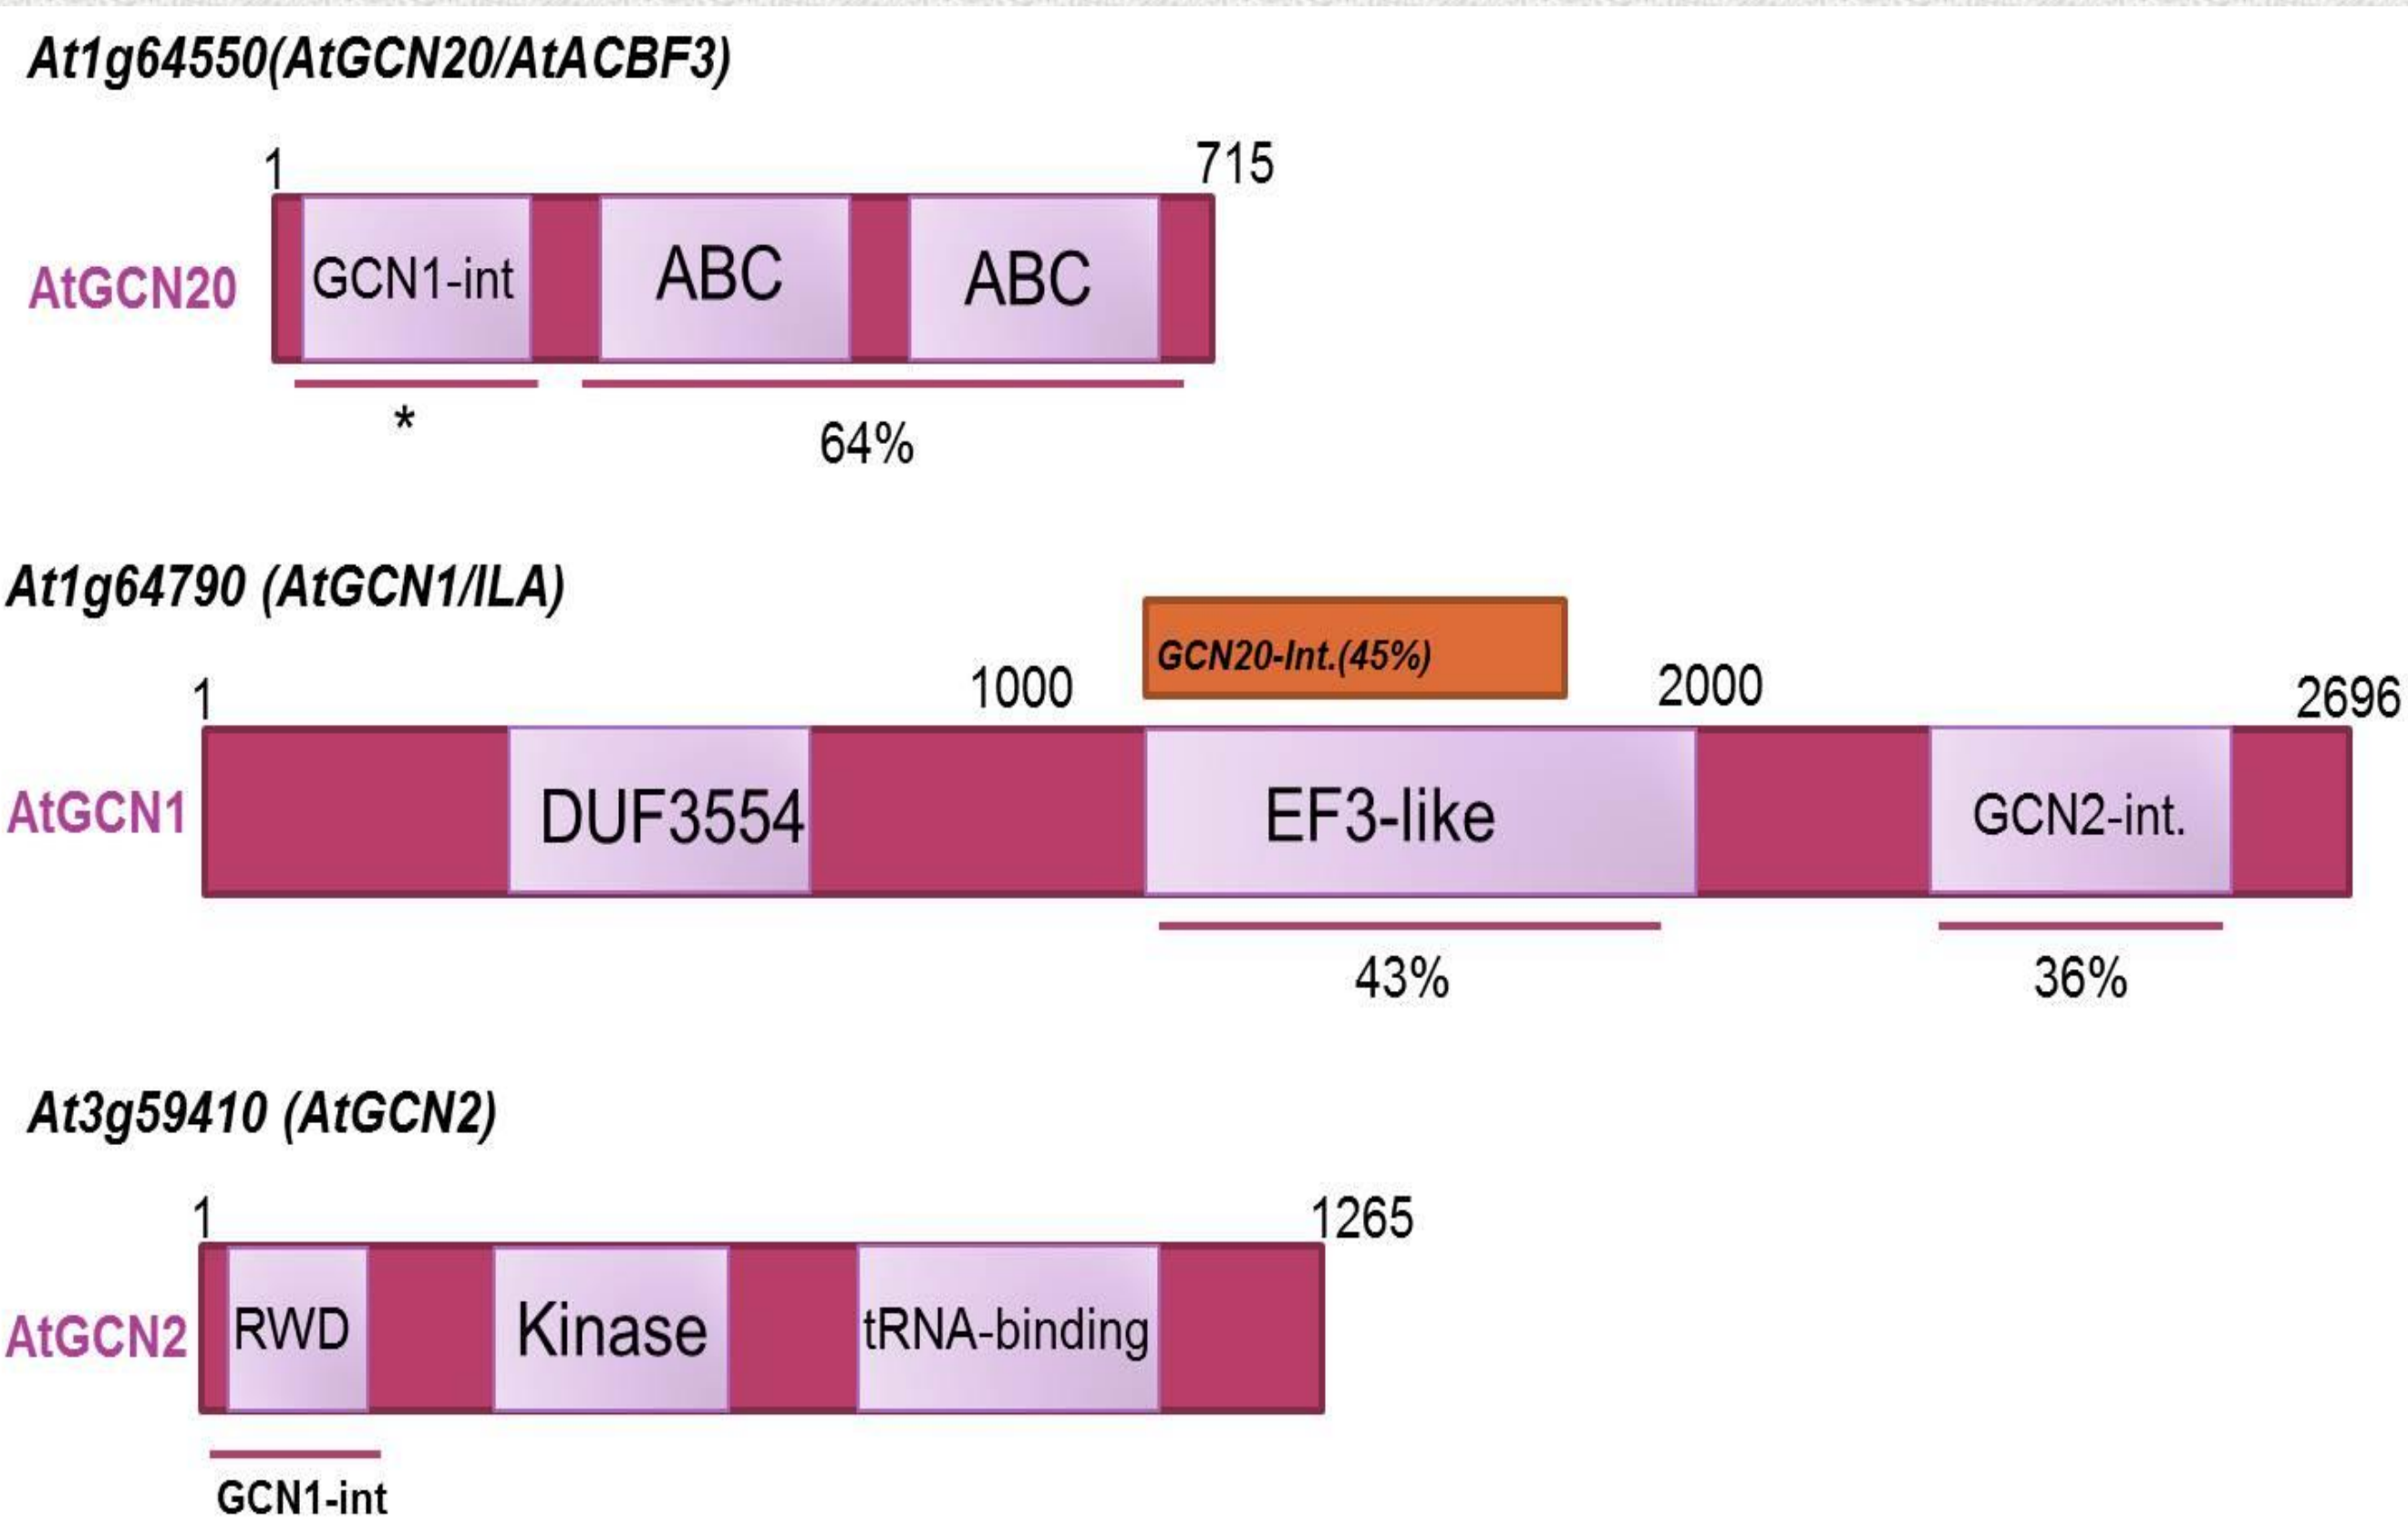 At1g64550(AtGCN20/AtACBF3)
1
715
AtGCN20
GCN1-int
ABC
ABC
*
64%
At1g64790 (AtGCN1/ILA)
GCN20-Int.(45%)
1
1000
2000
2696
AtGCN1
DUF3554
EF3-like
GCN2-int.
43%
36%
At3g59410 (AtGCN2)
1
1265
AtGCN2
RWD
Kinase
tRNA-binding
GCN1-int